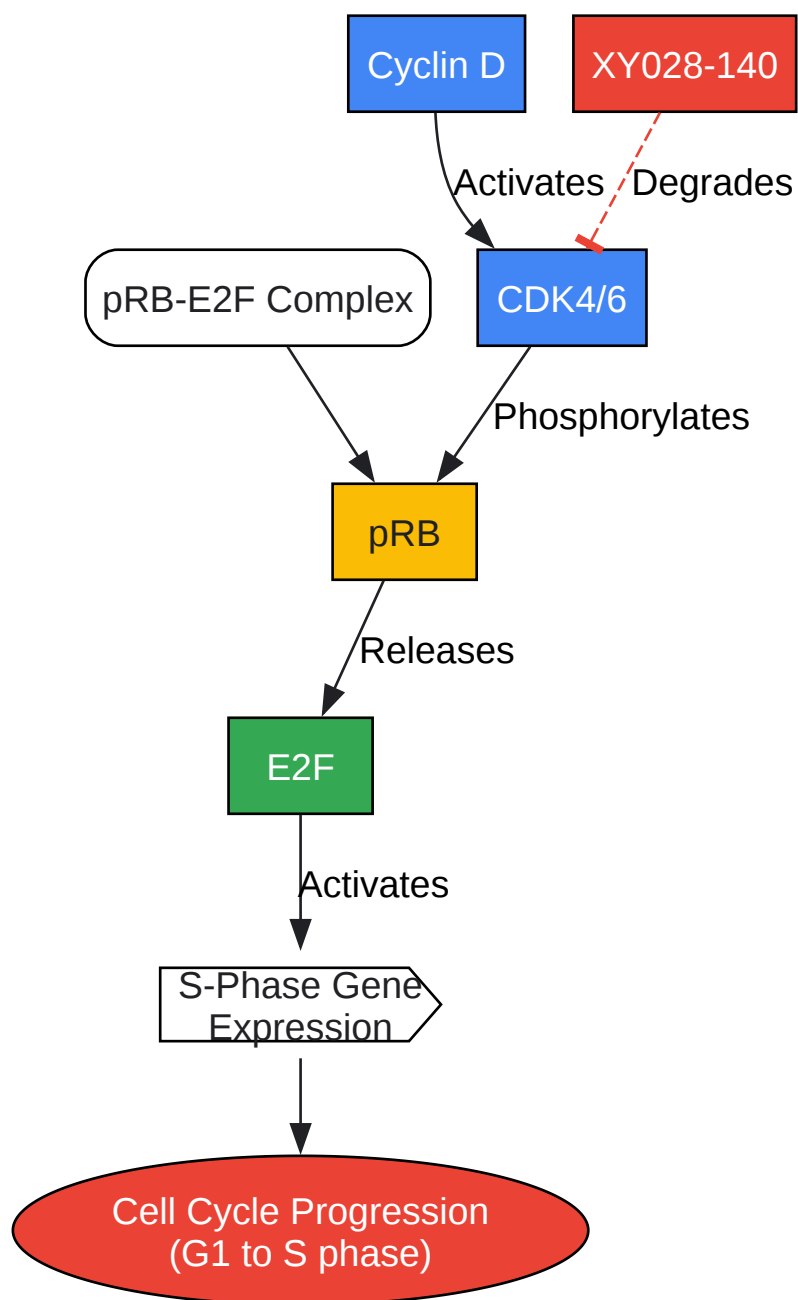 Cyclin D
XY028-140
Activates
Degrades
pRB-E2F Complex
CDK4/6
Phosphorylates
pRB
Releases
E2F
Activates
S-Phase Gene
Expression
Cell Cycle Progression
(G1 to S phase)